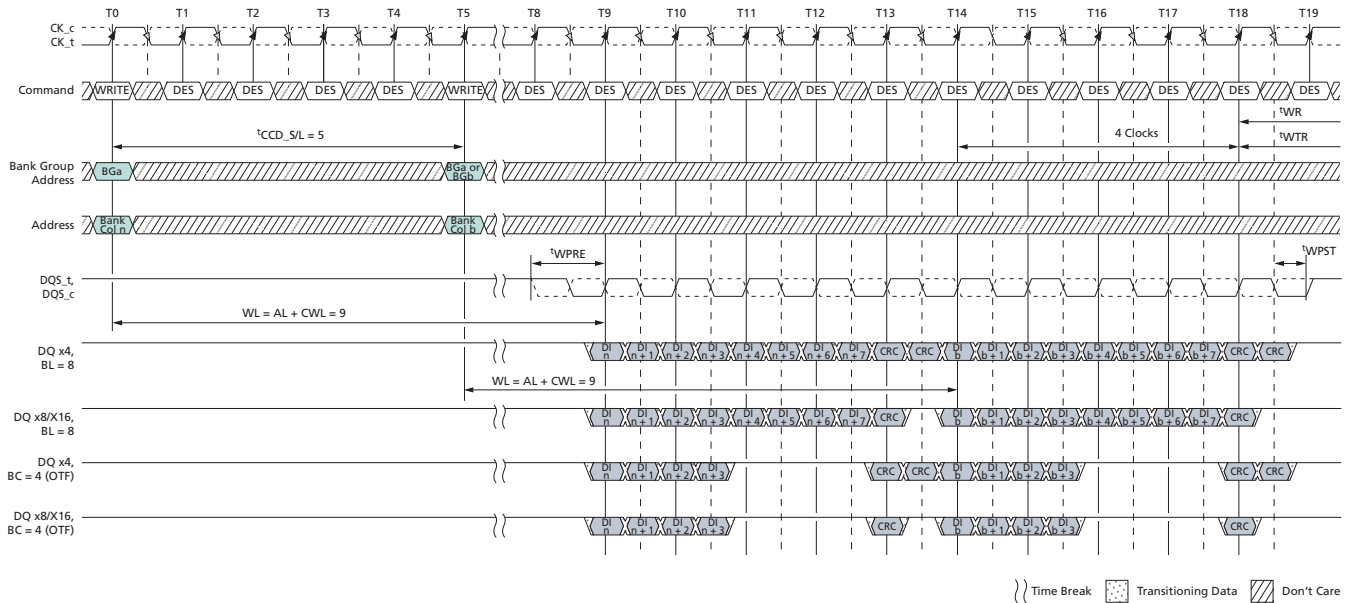 T0 T1 T2 T3 T4 T5 T8 T9 T10 T11 T12 T13 T14 T15 T16 T17 T18 T19
CK_c
CK_t
Command WRITE DES DES DES DES WRITE DES DES DES DES DES DES DES DES DES DES DES DES
tWR
tCCD_S/L = 5 4 Clocks tWTR
Bank Group
Address
BGa BGa or
BGb
Address Bank
Col n Bank
Col b
tWPRE tWPST
DQS_t,
DQS_c
WL = AL + CWL = 9
DQ x4,
BL = 8
DI
n DI
n + 1 DI
n + 2 DI
n + 3 DI
n + 4 DI
n + 5 DI
n + 6 DI
n + 7 CRC CRC DI
b DI
b + 1 DI
b + 2 DI
b + 3 DI
b + 4 DI
b + 5 DI
b + 6 DI
b + 7 CRC CRC
WL = AL + CWL = 9
DQ x8/X16,
BL = 8
DI
n DI
n + 1 DI
n + 2 DI
n + 3 DI
n + 4 DI
n + 5 DI
n + 6 DI
n + 7 CRC DI
b DI
b + 1 DI
b + 2 DI
b + 3 DI
b + 4 DI
b + 5 DI
b + 6 DI
b + 7 CRC
DQ x4,
BC = 4 (OTF)
DI
n DI
n + 1 DI
n + 2 DI
n + 3 CRC CRC DI
b DI
b + 1 DI
b + 2 DI
b + 3 CRC CRC
DQ x8/X16,
BC = 4 (OTF)
DI
n DI
n + 1 DI
n + 2 DI
n + 3 CRC DI
b DI
b + 1 DI
b + 2 DI
b + 3 CRC
Time Break Transitioning Data Don't Care